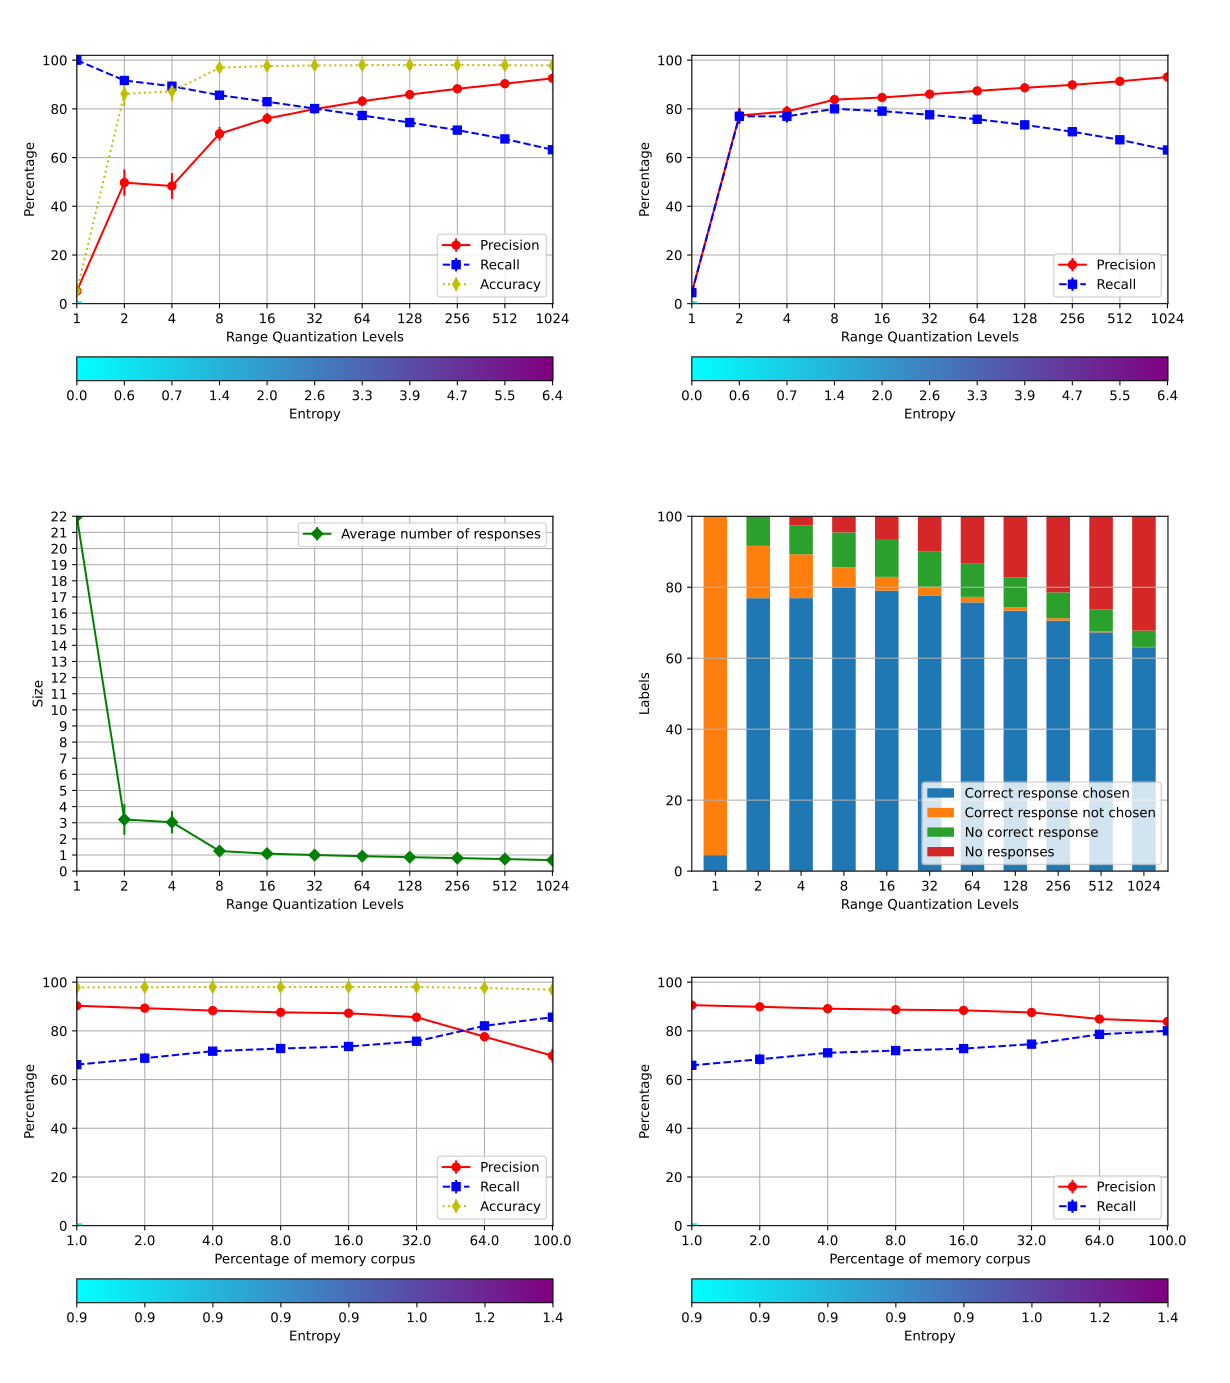 100
80
60
40
20
0
Percentage
Precision
Recall
Accuracy
1 2 4 8 16 32 64 128 256 512 1024
Range Quantization Levels
0.0 0.6 0.7 1.4 2.0 2.6 3.3 3.9 4.7 5.5 6.4
Entropy
100
80
60
40
20
0
Percentage
Precision
Recall
1 2 4 8 16 32 64 128 256 512 1024
Range Quantization Levels
0.0 0.6 0.7 1.4 2.0 2.6 3.3 3.9 4.7 5.5 6.4
Entropy
22
21
20
19
18
17
16
15
14
13
12
11
10
9
8
7
6
5
4
3
2
1
0
Size
Average number of responses
1 2 4 8 16 32 64 128 256 512 1024
Range Quantization Levels
100
80
60
40
20
0
Labels
Correct response chosen
Correct response not chosen
No correct response
No responses
1 2 4 8 16 32 64 128 256 512 1024
Range Quantization Levels
100
80
60
40
20
0
Percentage
Precision
Recall
Accuracy
1.0 2.0 4.0 8.0 16.0 32.0 64.0 100.0
Percentage of memory corpus
0.9 0.9 0.9 0.9 0.9 1.0 1.2 1.4
Entropy
100
80
60
40
20
0
Percentage
Precision
Recall
1.0 2.0 4.0 8.0 16.0 32.0 64.0 100.0
Percentage of memory corpus
0.9 0.9 0.9 0.9 0.9 1.0 1.2 1.4
Entropy